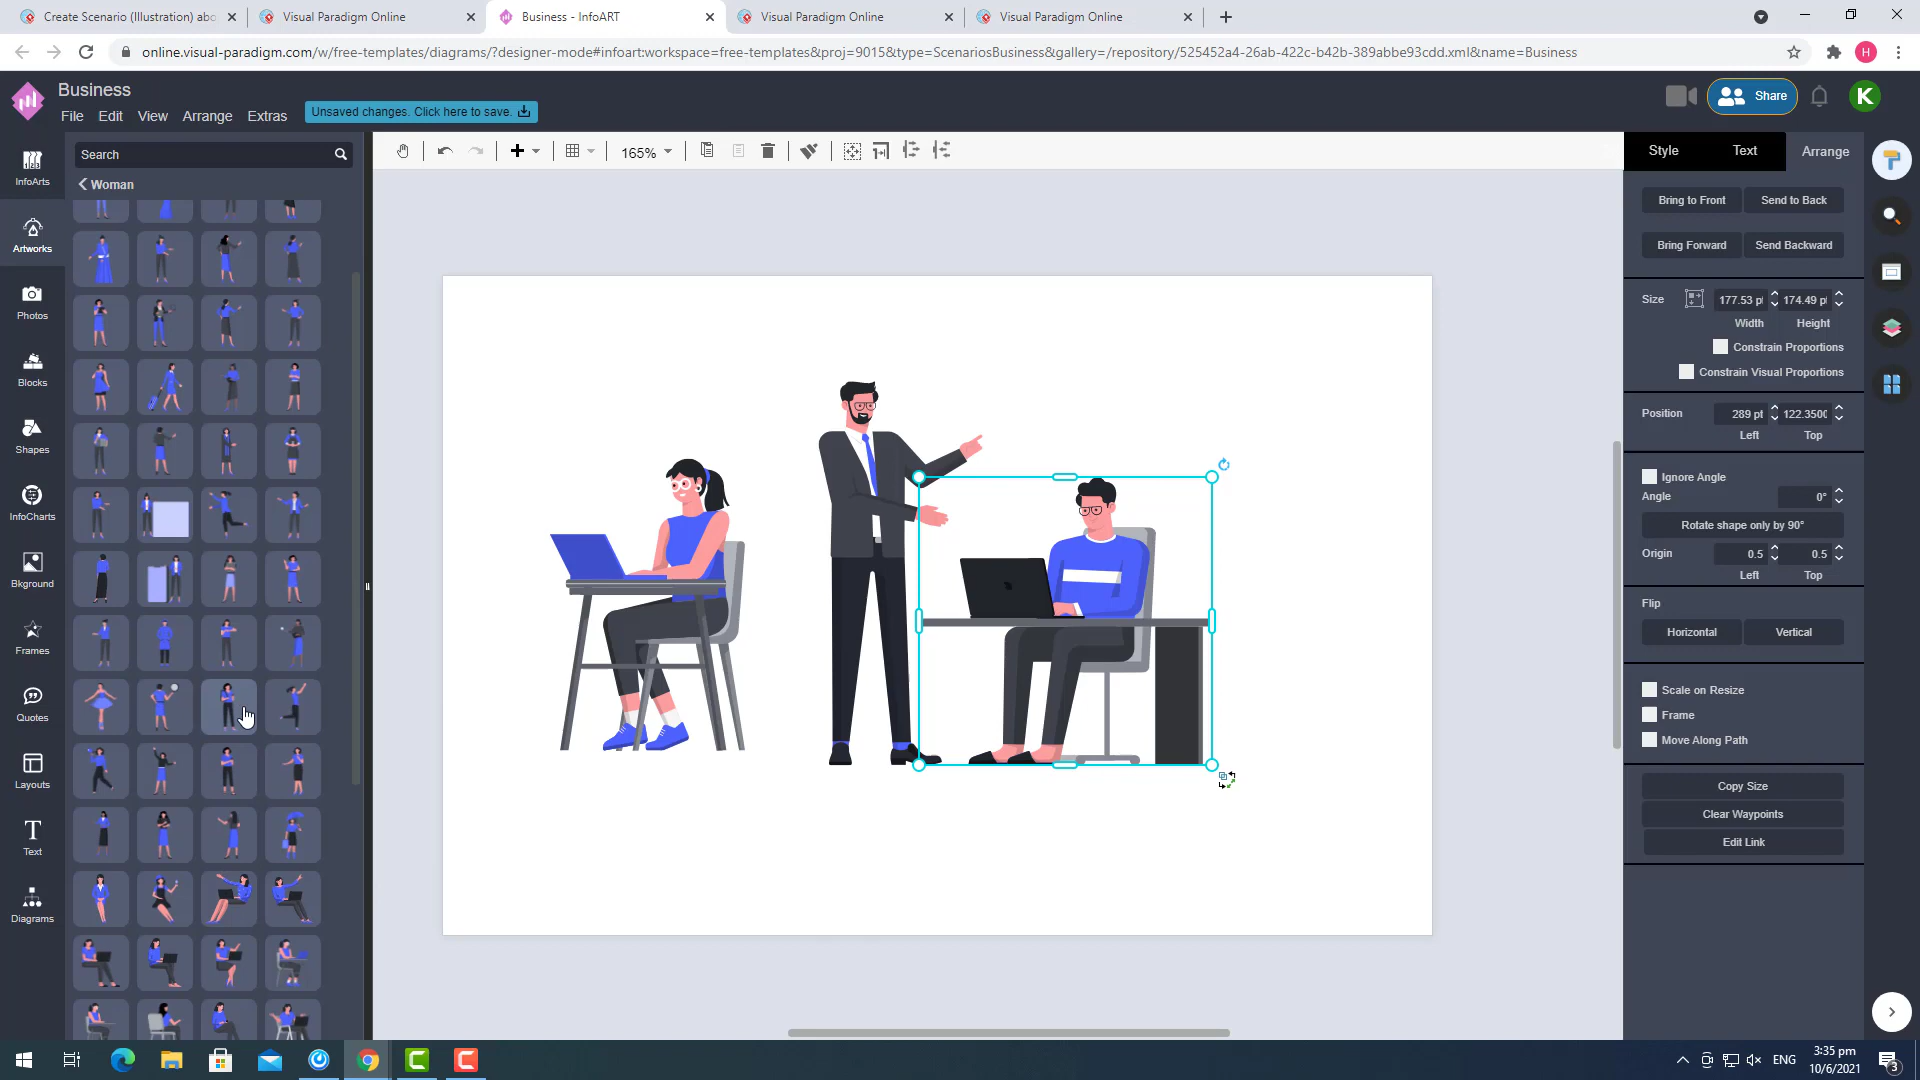 Create Scenario (Illustration) abo
Visual Paradigm Online
Business - InfoART
Visual Paradigm Online
Visual Paradigm Online
online.visual-paradigm.com/w/free-templates/diagrams/?designer-mode#infoart:workspace=free-templates&proj=9015&type=ScenariosBusiness&gallery=/repository/525452a4-26ab-422c-b42b-389abbe93cdd.xml&name=Business
H
Business
File
Edit
View
Arrange
Extras
Unsaved changes. Click here to save.
Share
K
Search
Woman
165%
InfoArts
Artworks
Photos
Blocks
Shapes
InfoCharts
Bkground
Frames
Quotes
Layouts
Text
Diagrams
Style
Text
Arrange
Bring to Front
Send to Back
Bring Forward
Send Backward
Size
177.53 pt
174.49 pt
Width
Height
Constrain Proportions
Constrain Visual Proportions
Position
289 pt
122.3500
Left
Top
Ignore Angle
Angle
0°
Rotate shape only by 90°
Origin
0.5
0.5
Left
Top
Flip
Horizontal
Vertical
Scale on Resize
Frame
Move Along Path
Copy Size
Clear Waypoints
Edit Link
ENG
3:35 pm
10/6/2021
3